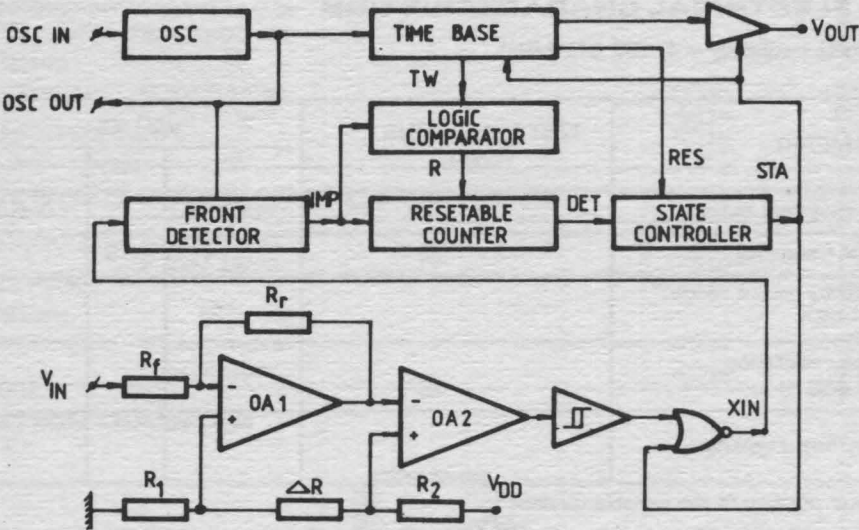 OSC IN
OSC
TIME BASE
VOUT
OSC OUT
TW
LOGIC
COMPARATOR
R
RES
STA
IMP
FRONT
DETECTOR
RESETABLE
COUNTER
DET
STATE
CONTROLLER
Rr
VIN
Rf
-
+
OA1
-
+
OA2
XIN
R1
ΔR
R2
VDD